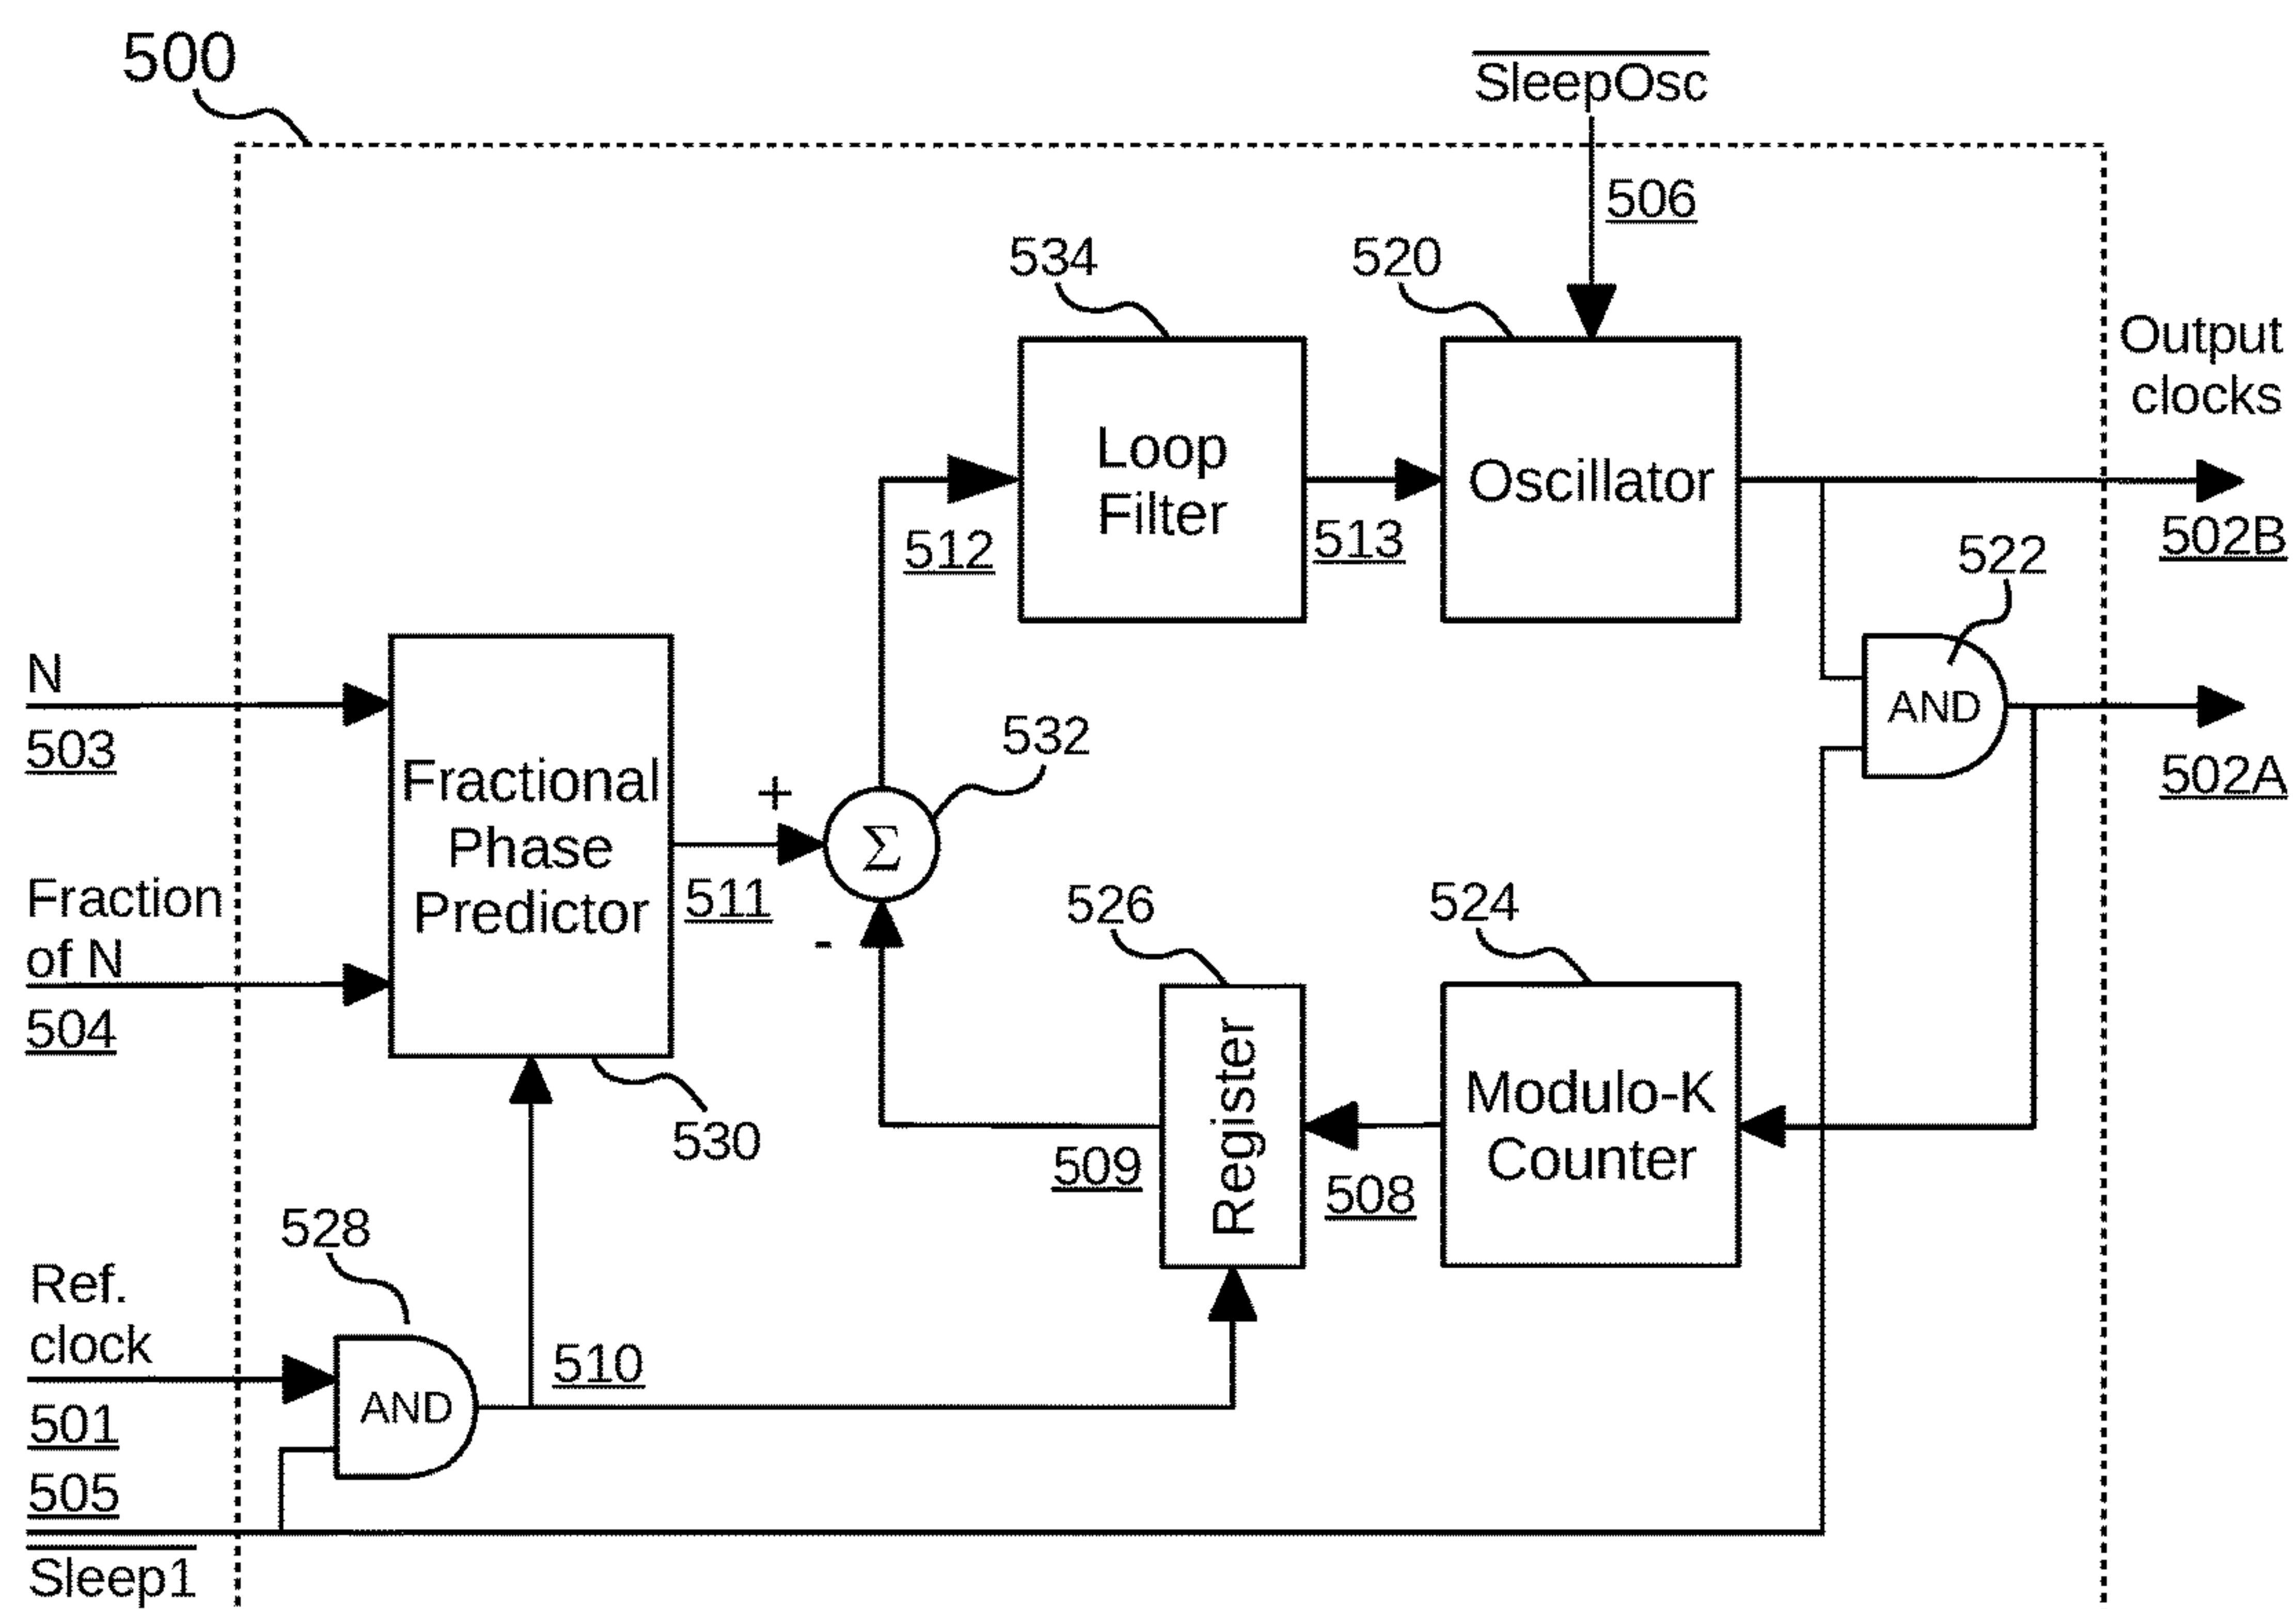 500
SleepOsc
506
534
520
Output
clocks
Loop
Filter
Oscillator
512
513
502B
522
N
503
AND
502A
532
Fractional
Phase
Predictor
+
Σ
511
-
Fraction
of N
504
526
524
Register
Modulo-K
Counter
509
508
530
528
Ref.
clock
501
AND
510
505
Sleep1